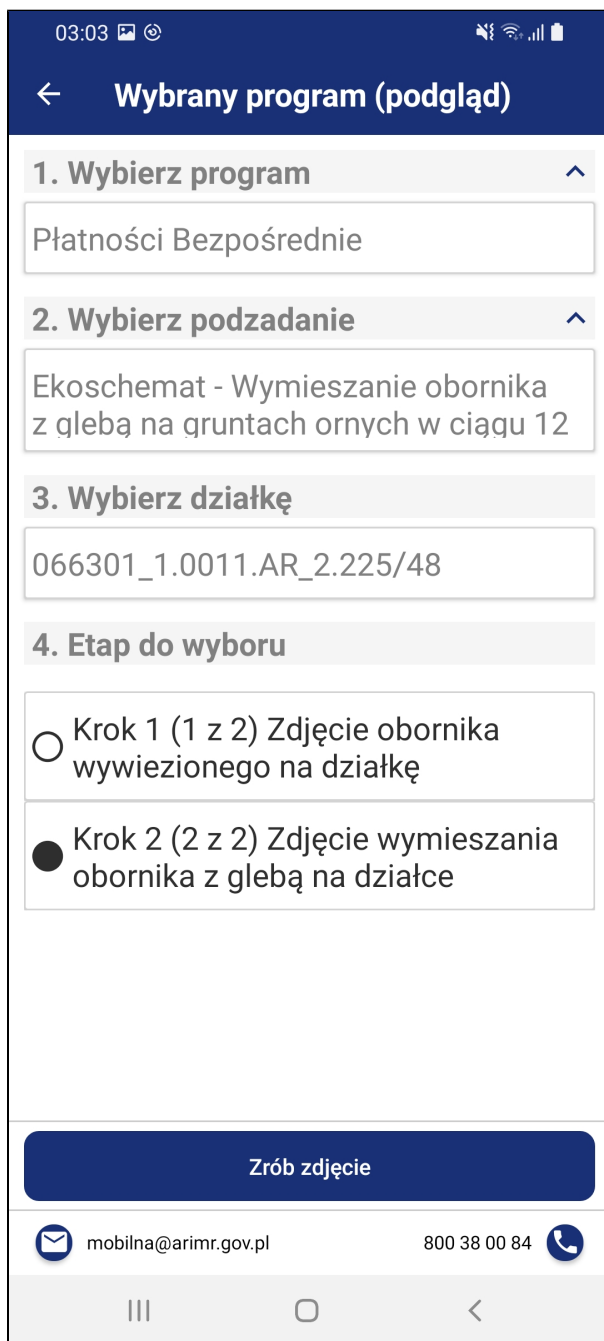 03:03
Wybrany program (podgląd)
1. Wybierz program
Płatności Bezpośrednie
2. Wybierz podzadanie
Ekoschemat - Wymieszanie obornika
z glebą na gruntach ornych w ciągu 12
3. Wybierz działkę
066301_1.0011.AR_2.225/48
4. Etap do wyboru
Krok 1 (1 z 2) Zdjęcie obornika
wywiezionego na działkę
Krok 2 (2 z 2) Zdjęcie wymieszania
obornika z glebą na działce
Zrób zdjęcie
mobilna@arimr.gov.pl 800 38 00 84